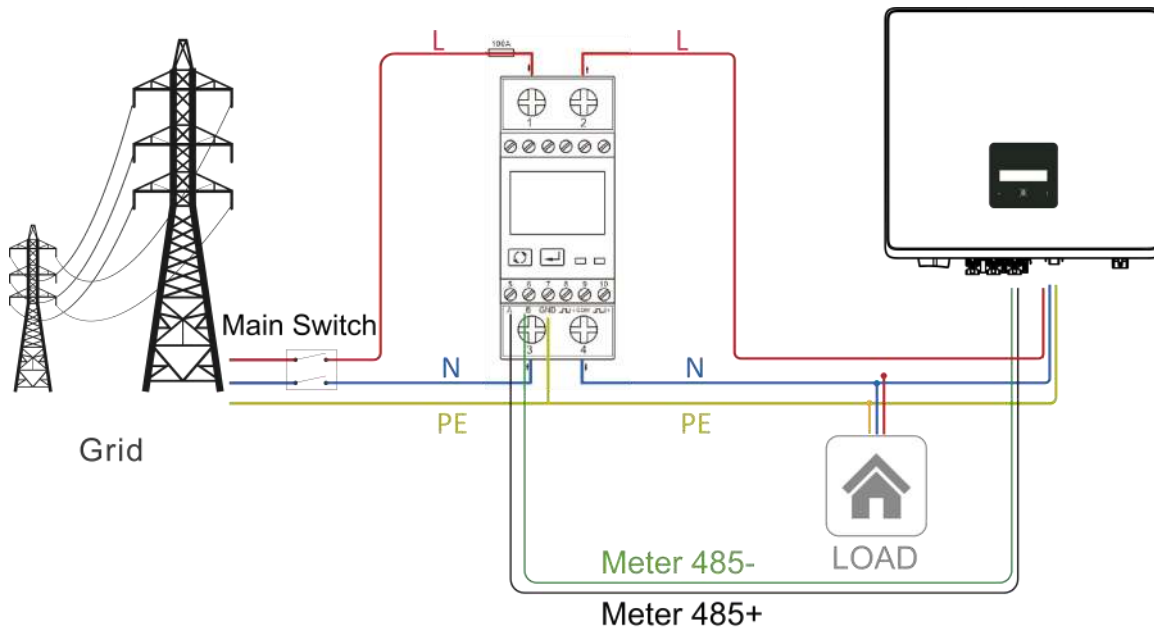 L
100A
L
1
2
5 6 7 8 9 10
A B GND
3
4
Main Switch
N
N
PE
PE
Grid
LOAD
Meter 485-
Meter 485+